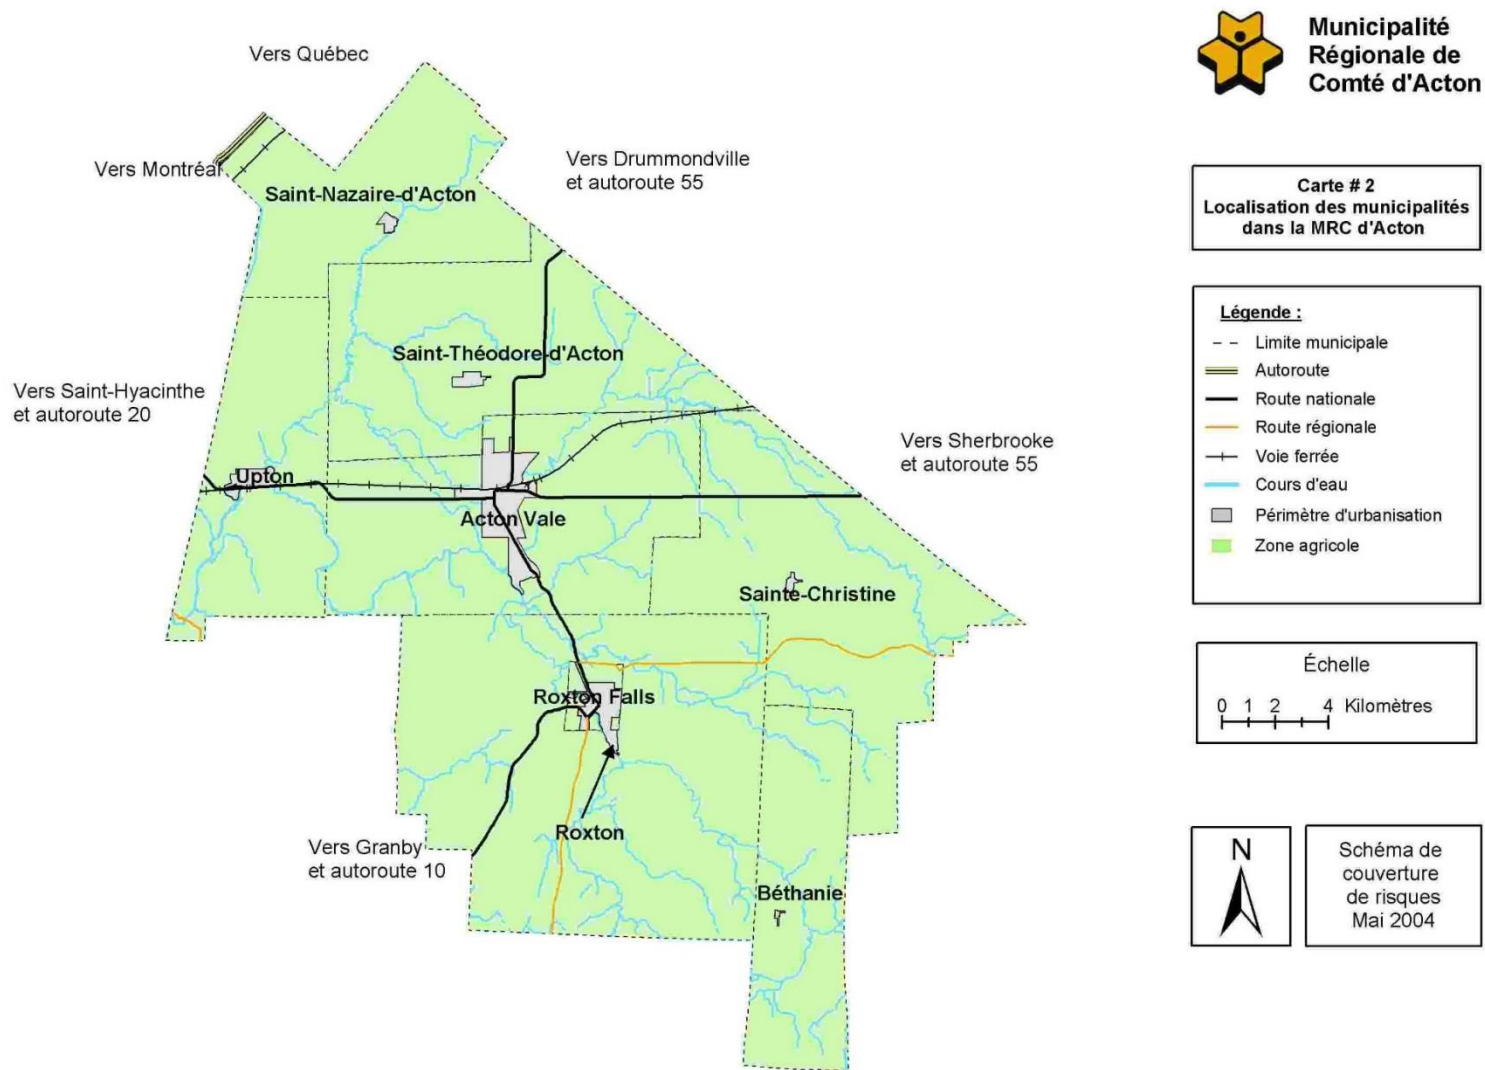 Vers Québec
Municipalité
Régionale de
Comté d'Acton
Vers Montréal
Vers Drummondville
et autoroute 55
Saint-Nazaire-d'Acton
Carte # 2
Localisation des municipalités
dans la MRC d'Acton
Saint-Théodore-d'Acton
Vers Saint-Hyacinthe
et autoroute 20
Légende :
Limite municipale
Autoroute
Route nationale
Route régionale
Voie ferrée
Cours d'eau
Périmètre d'urbanisation
Zone agricole
Vers Sherbrooke
et autoroute 55
Upton
Acton Vale
Sainte-Christine
Roxton Falls
Échelle
0 1 2 4 Kilomètres
Roxton
Vers Granby
et autoroute 10
Béthanie
N
Schéma de
couverture
de risques
Mai 2004